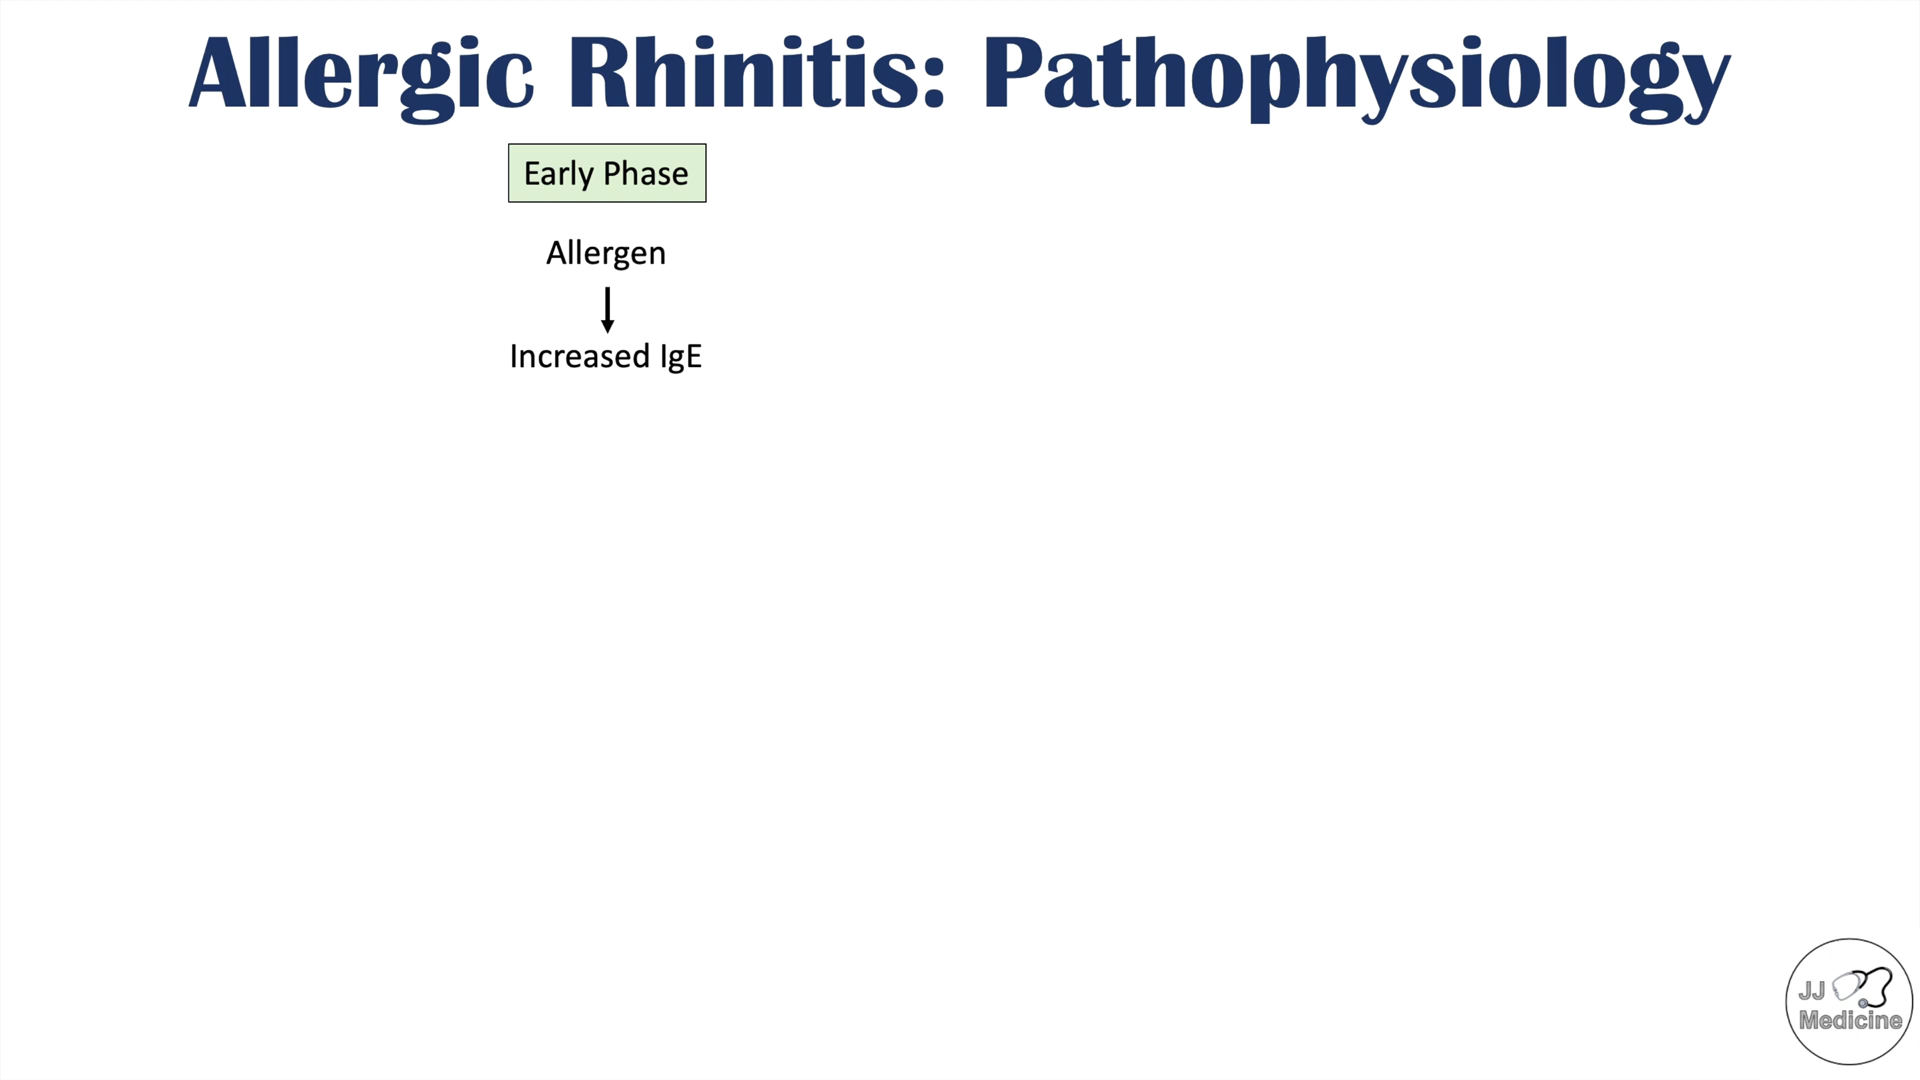 Allergic Rhinitis: Pathophysiology
Early Phase
Allergen
Increased IgE
JJ
Medicine